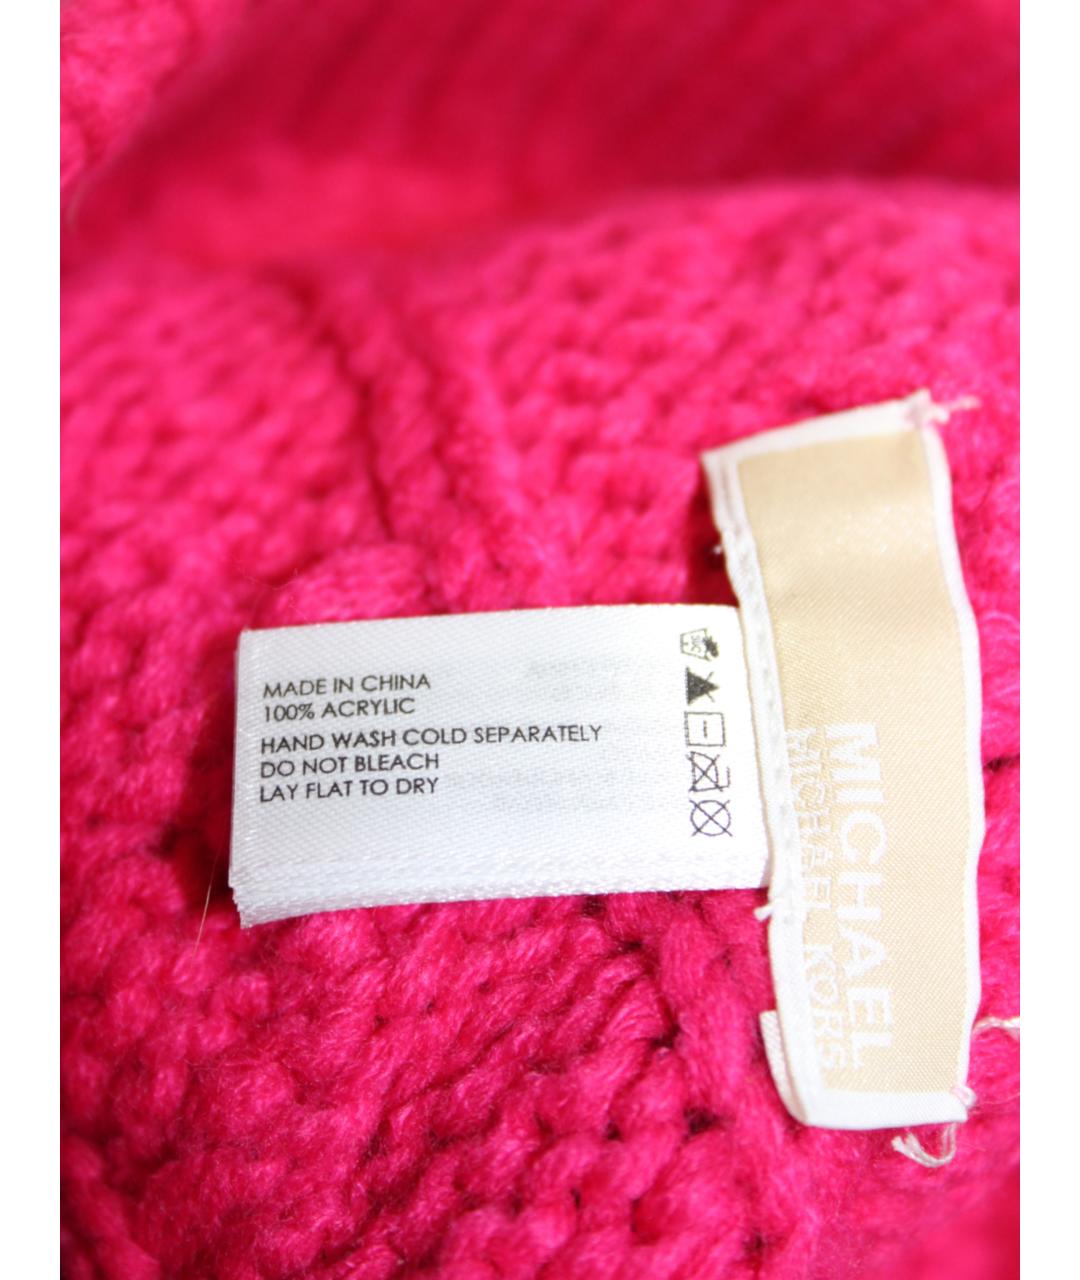 MADE IN CHINA
100% ACRYLIC
HAND WASH COLD SEPARATELY
DO NOT BLEACH
LAY FLAT TO DRY
MICHAEL
MICHAEL KORS